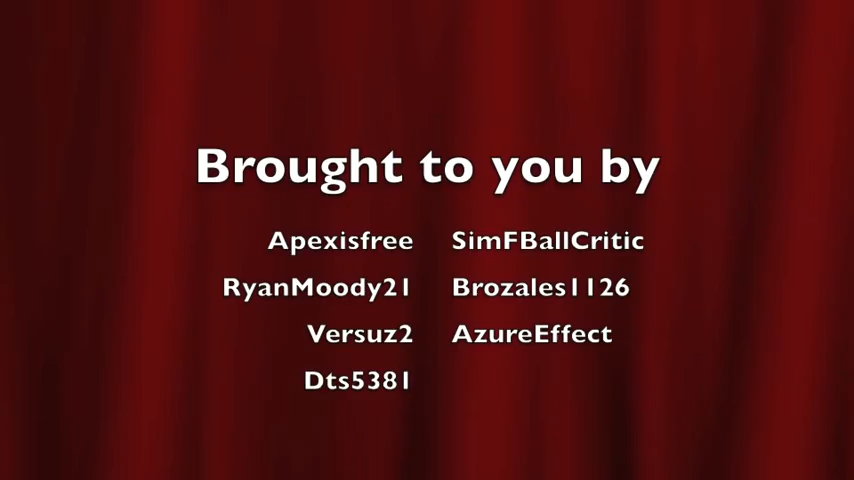 Brought to you by
Apexisfree SimFBallCritic
RyanMoody21 Brozales1126
Versuz2 AzureEffect
Dts5381